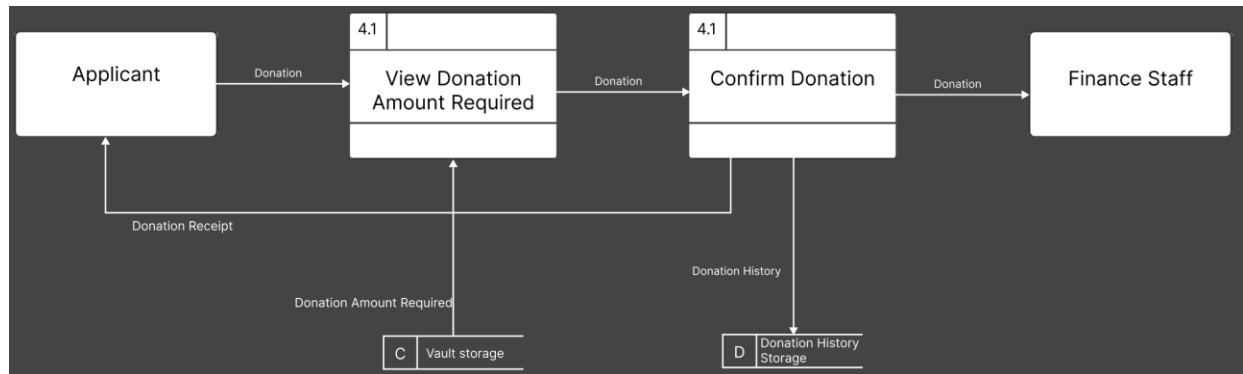 4.1
4.1
Applicant
Donation
View Donation
Amount Required
Donation
Confirm Donation
Donation
Finance Staff
Donation Receipt
Donation History
Donation Amount Required
C
Vault storage
D
Donation History
Storage